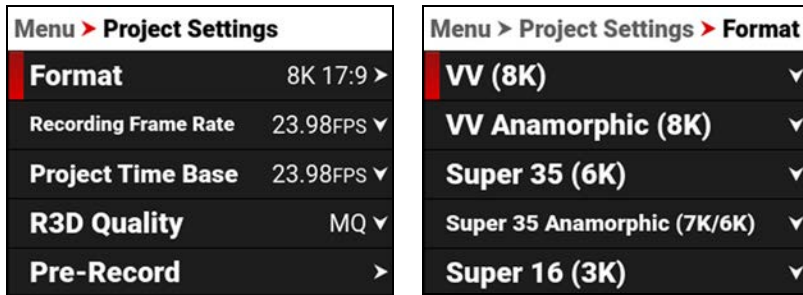 Menu > Project Settings
Format 8K 17:9 >
Recording Frame Rate 23.98FPS
Project Time Base 23.98FPS
R3D Quality MQ
Pre-Record >
Menu > Project Settings > Format
VV (8K)
VV Anamorphic (8K)
Super 35 (6K)
Super 35 Anamorphic (7K/6K)
Super 16 (3K)